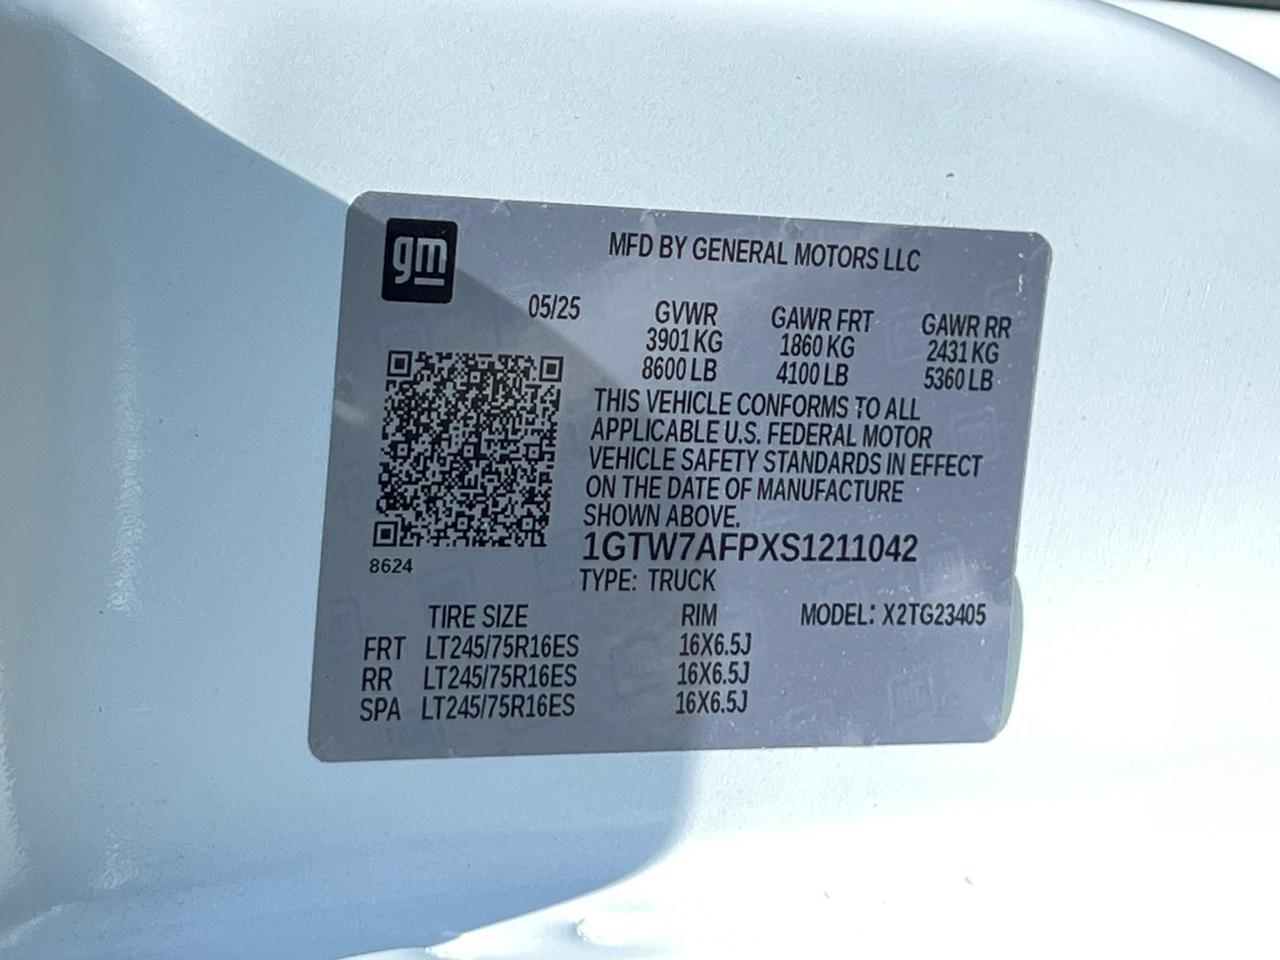 gm
MFD BY GENERAL MOTORS LLC
05/25 GVWR GAWR FRT GAWR RR
3901 KG 1860 KG 2431 KG
8600 LB 4100 LB 5360 LB
THIS VEHICLE CONFORMS TO ALL
APPLICABLE U.S. FEDERAL MOTOR
VEHICLE SAFETY STANDARDS IN EFFECT
ON THE DATE OF MANUFACTURE
SHOWN ABOVE.
1GTW7AFPXS1211042
8624
TYPE: TRUCK
TIRE SIZE RIM MODEL: X2TG23405
FRT LT245/75R16ES 16X6.5J
RR LT245/75R16ES 16X6.5J
SPA LT245/75R16ES 16X6.5J